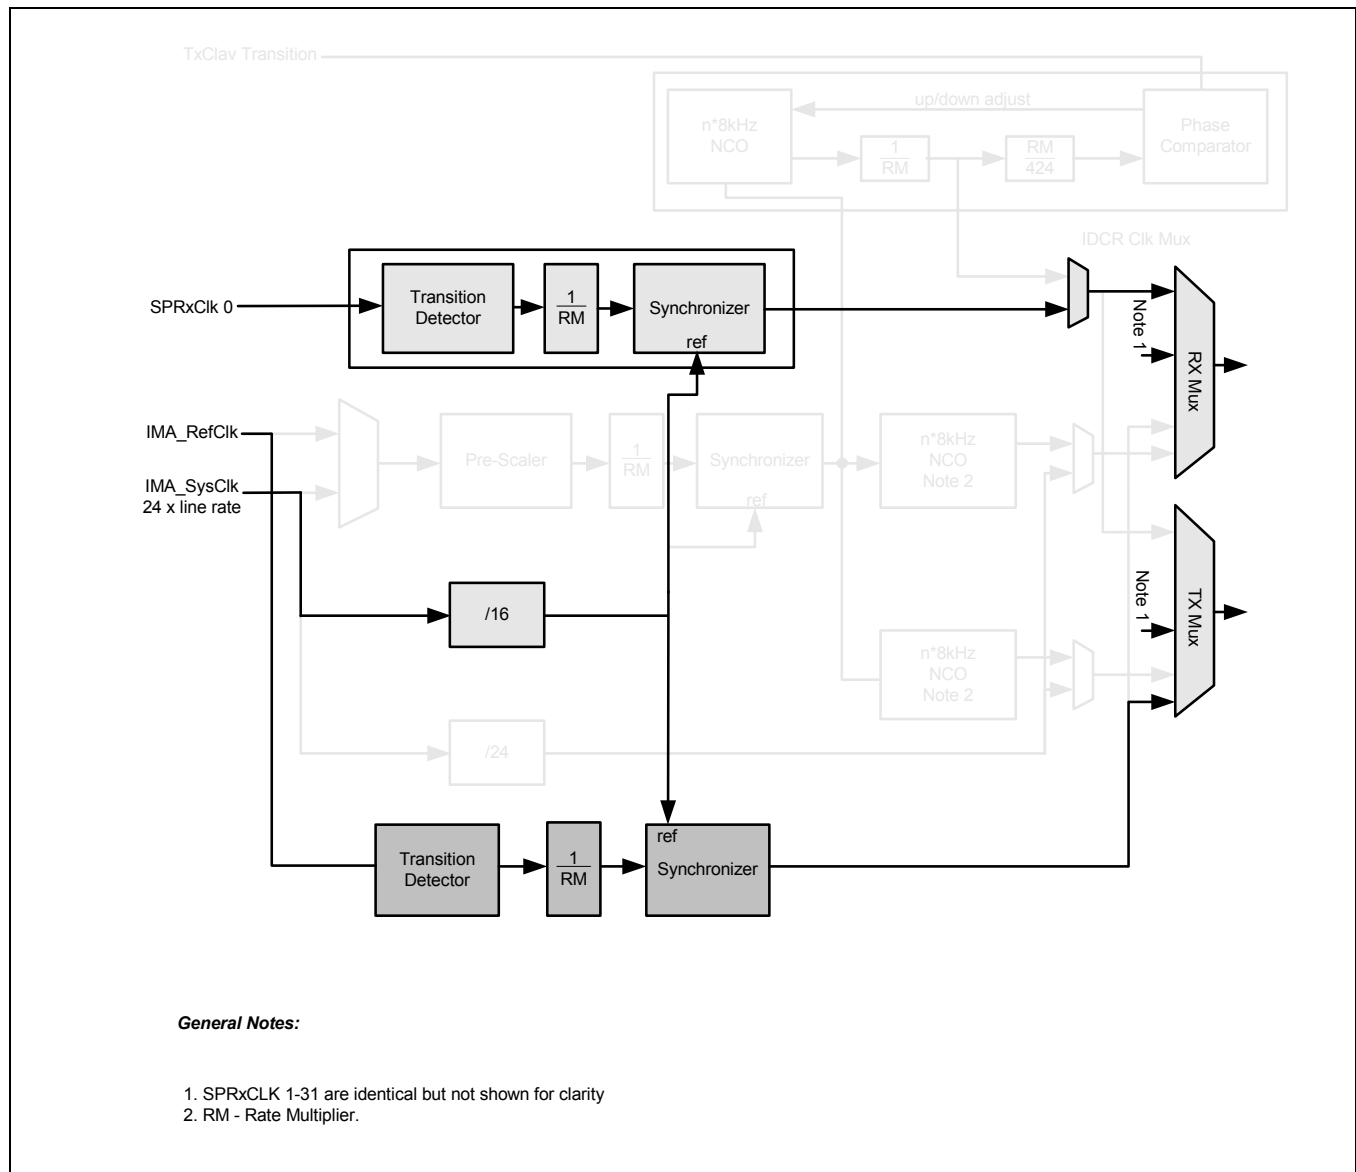 TxClav Transition
up/down adjust
n*8kHz
NCO
1
RM
RM
424
Phase
Comparator
IDCR Clk Mux
SPRxClk 0
Transition
Detector
1
RM
Synchronizer
ref
Note 1
RX Mux
IMA_RefClk
IMA_SysClk
24 x line rate
Pre-Scaler
1
RM
Synchronizer
ref
n*8kHz
NCO
Note 2
/16
Note 1
TX Mux
n*8kHz
NCO
Note 2
/24
Transition
Detector
1
RM
ref
Synchronizer
General Notes:
1. SPRxCLK 1-31 are identical but not shown for clarity
2. RM - Rate Multiplier.